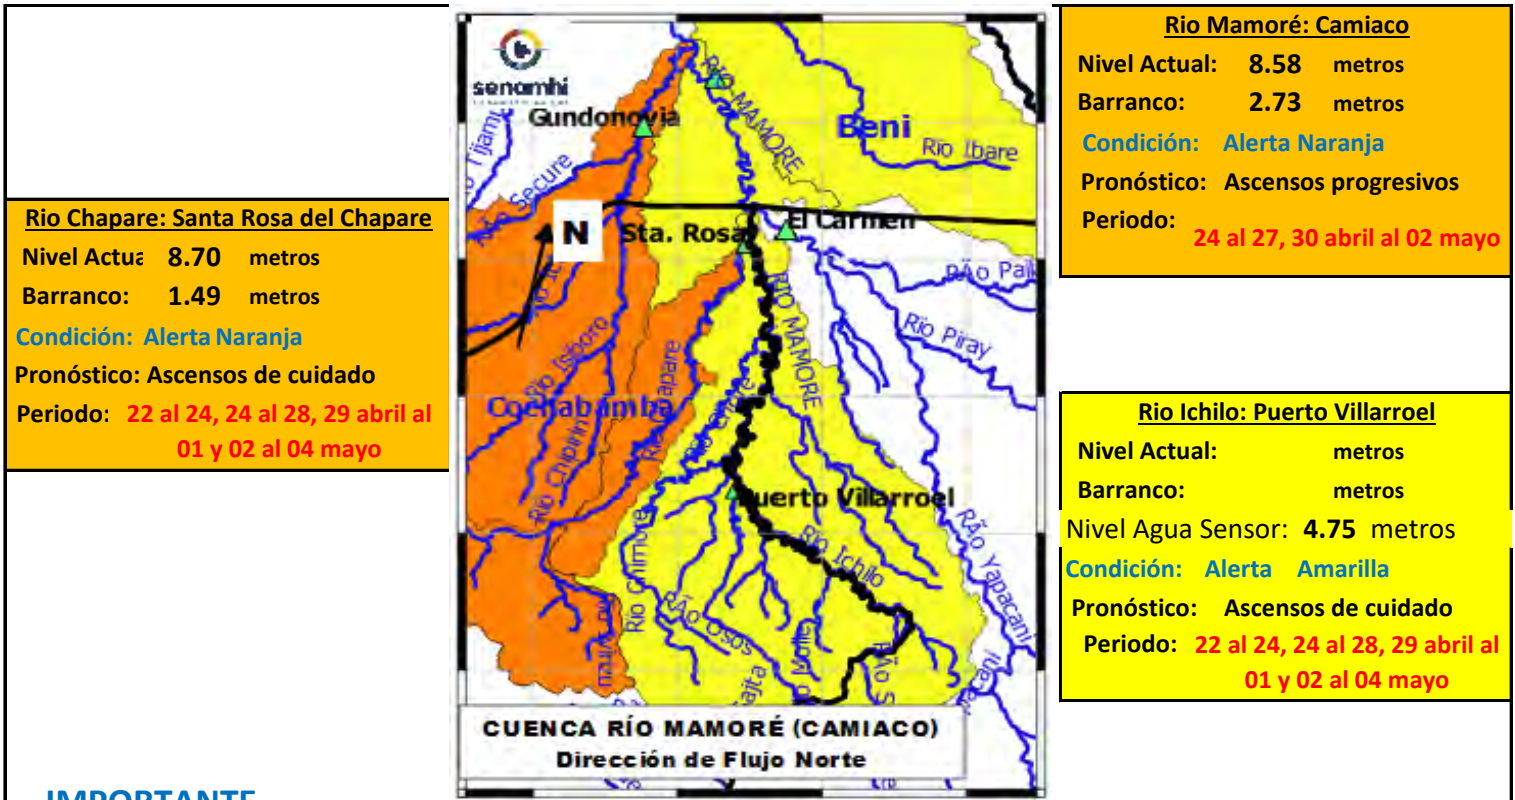 Rio Chapare: Santa Rosa del Chapare
Nivel Actua 8.70 metros
Barranco: 1.49 metros
Condición: Alerta Naranja
Pronóstico: Ascensos de cuidado
Periodo: 22 al 24, 24 al 28, 29 abril al
01 y 02 al 04 mayo
IMPORTANTE
senamhi
Gundonovia
RIO MAMORE
Beni
Rio Ibare
Tijamu
Rio Secure
N
Sta. Rosa
El Carmen
RÃo Pail
RIO MAMORE
Rio Piray
Rio Isiboro
Cochabamba
Rio Chapare
Rio Chipiriri
Puerto Villarroel
Rio Ichilo
RÃo Yapacani
Rio Chimore
RÃo Osos
CUENCA RÍO MAMORÉ (CAMIACO)
Dirección de Flujo Norte
Rio Mamoré: Camiaco
Nivel Actual: 8.58 metros
Barranco: 2.73 metros
Condición: Alerta Naranja
Pronóstico: Ascensos progresivos
Periodo: 24 al 27, 30 abril al 02 mayo
Rio Ichilo: Puerto Villarroel
Nivel Actual: metros
Barranco: metros
Nivel Agua Sensor: 4.75 metros
Condición: Alerta Amarilla
Pronóstico: Ascensos de cuidado
Periodo: 22 al 24, 24 al 28, 29 abril al
01 y 02 al 04 mayo